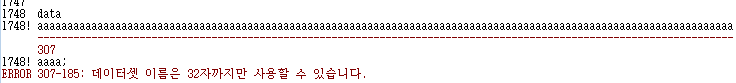 1747
1748  data
1748! aaaaaaaaaaaaaaaaaaaaaaaaaaaaaaaaaaaaaaaaaaaaaaaaaaaaaaaaaaaaaaaaaaaaaaaaaaaaaaaaaaaaaaaaaaaaaaaaaaaaaaaaaaaaaaaaaaaa
--------------------------------------------------------------------------------------------------------------------
307
1748! aaaa;
ERROR 307-185: 데이터셋 이름은 32자까지만 사용할 수 있습니다.